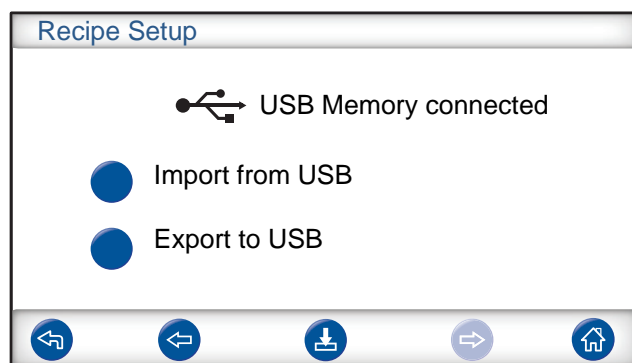 Recipe Setup
USB Memory connected
Import from USB
Export to USB